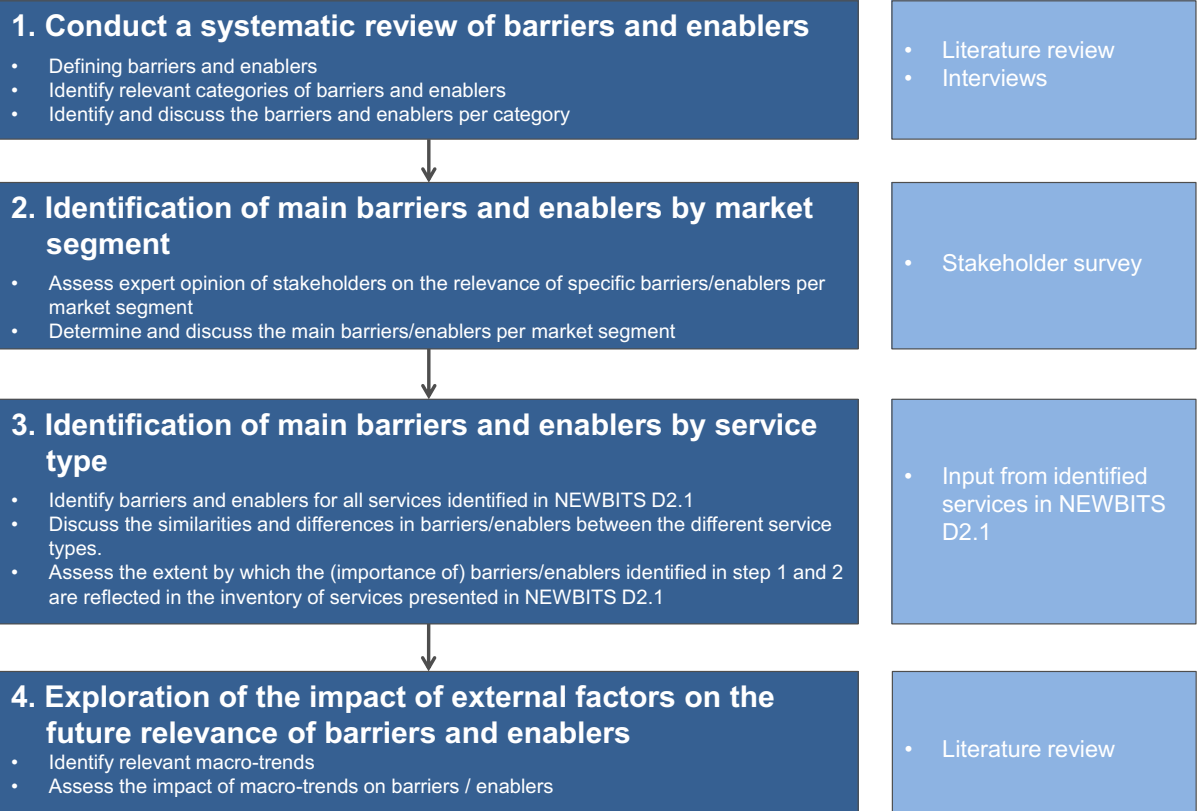 1. Conduct a systematic review of barriers and enablers
• Defining barriers and enablers
• Identify relevant categories of barriers and enablers
• Identify and discuss the barriers and enablers per category
• Literature review
• Interviews
2. Identification of main barriers and enablers by market
segment
• Assess expert opinion of stakeholders on the relevance of specific barriers/enablers per
market segment
• Determine and discuss the main barriers/enablers per market segment
• Stakeholder survey
3. Identification of main barriers and enablers by service
type
• Identify barriers and enablers for all services identified in NEWBITS D2.1
• Discuss the similarities and differences in barriers/enablers between the different service
types.
• Assess the extent by which the (importance of) barriers/enablers identified in step 1 and 2
are reflected in the inventory of services presented in NEWBITS D2.1
• Input from identified
services in NEWBITS
D2.1
4. Exploration of the impact of external factors on the
future relevance of barriers and enablers
• Identify relevant macro-trends
• Assess the impact of macro-trends on barriers / enablers
• Literature review